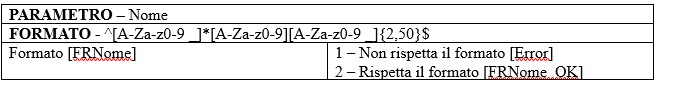 PARAMETRO – Nome
FORMATO - ^[A-Za-z0-9 _]*[A-Za-z0-9][A-Za-z0-9 _]{2,50}$
Formato [FRNome]
1 – Non rispetta il formato [Error]
2 – Rispetta il formato [FRNome_OK]